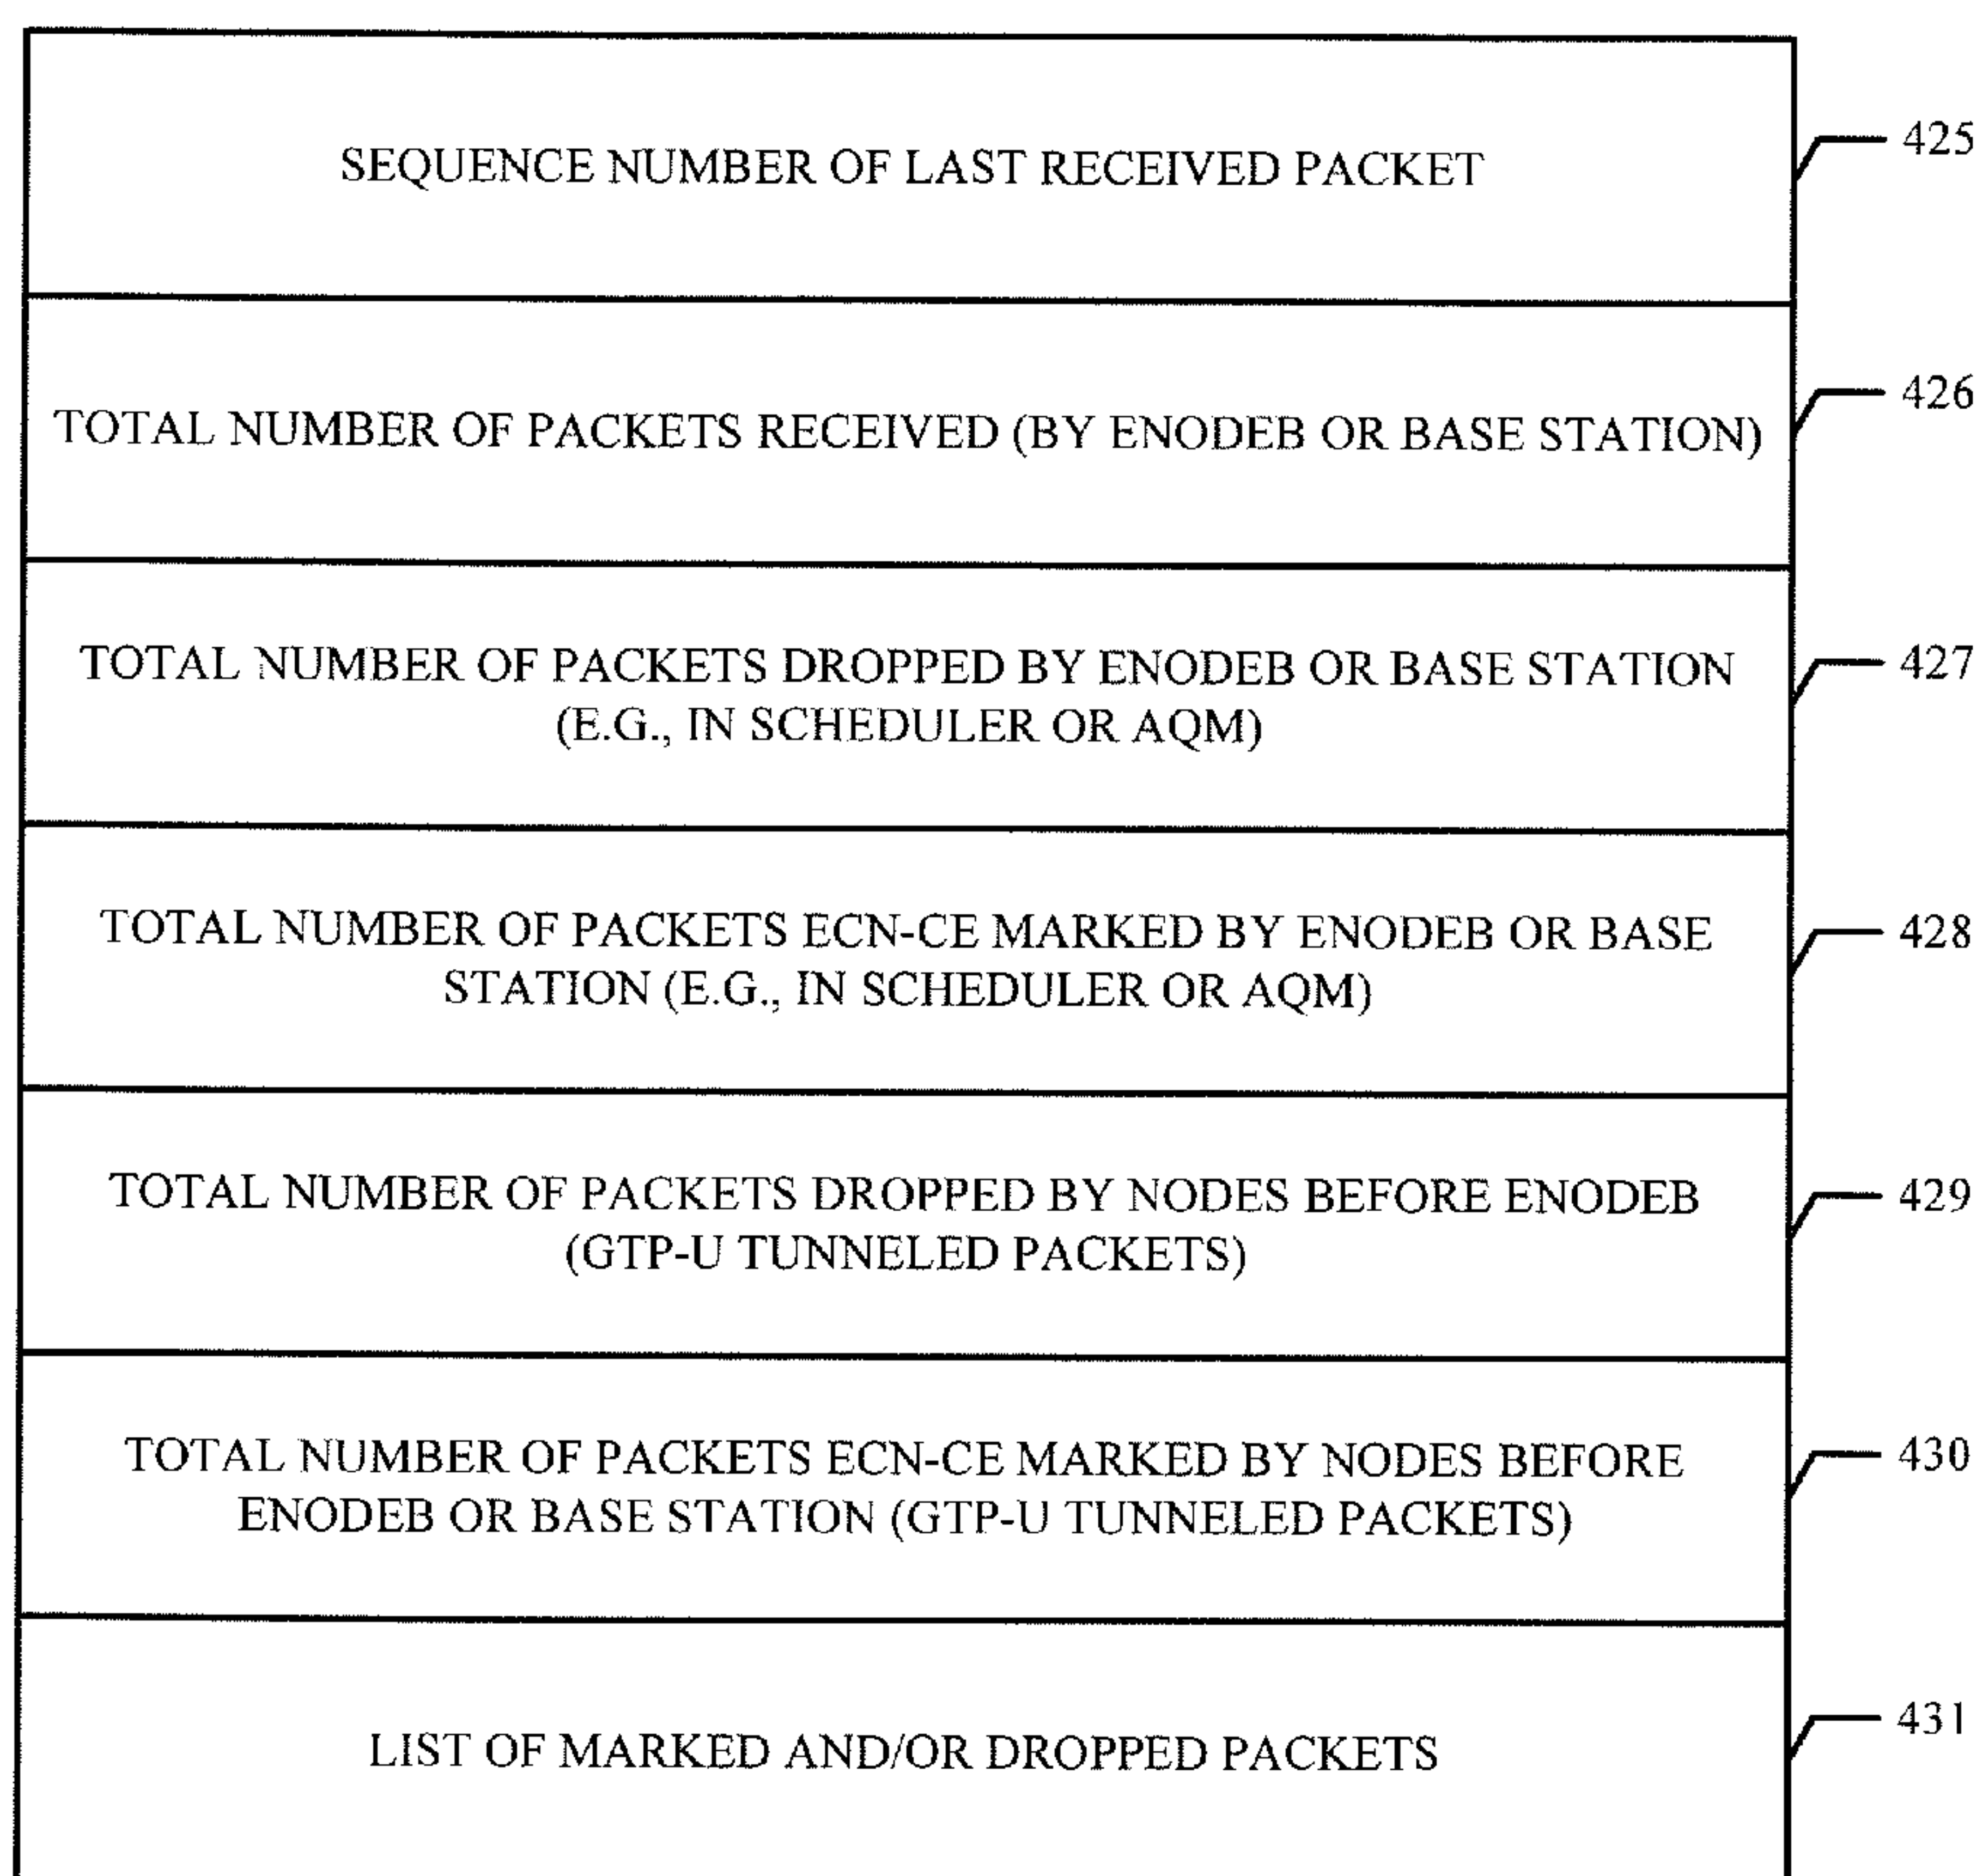 SEQUENCE NUMBER OF LAST RECEIVED PACKET
425
TOTAL NUMBER OF PACKETS RECEIVED (BY ENODEB OR BASE STATION)
426
TOTAL NUMBER OF PACKETS DROPPED BY ENODEB OR BASE STATION
(E.G., IN SCHEDULER OR AQM)
427
TOTAL NUMBER OF PACKETS ECN-CE MARKED BY ENODEB OR BASE
STATION (E.G., IN SCHEDULER OR AQM)
428
TOTAL NUMBER OF PACKETS DROPPED BY NODES BEFORE ENODEB
(GTP-U TUNNELED PACKETS)
429
TOTAL NUMBER OF PACKETS ECN-CE MARKED BY NODES BEFORE
ENODEB OR BASE STATION (GTP-U TUNNELED PACKETS)
430
LIST OF MARKED AND/OR DROPPED PACKETS
431